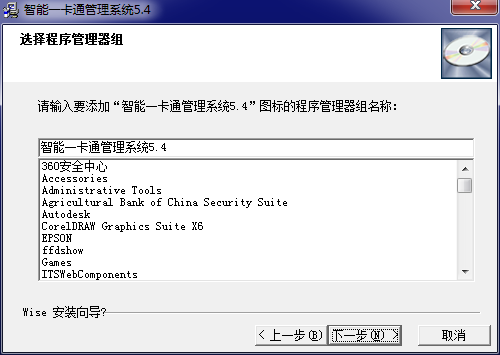 智能一卡通管理系统5.4
选择程序管理器组
请输入要添加“智能一卡通管理系统5.4”图标的程序管理器组名称:
智能一卡通管理系统5.4
360安全中心
Accessories
Administrative Tools
Agricultural Bank of China Security Suite
Autodesk
CorelDRAW Graphics Suite X6
EPSON
ffdshow
Games
ITSWebComponents
Wise 安装向导?
< 上一步(B) 下一步(N) > 取消